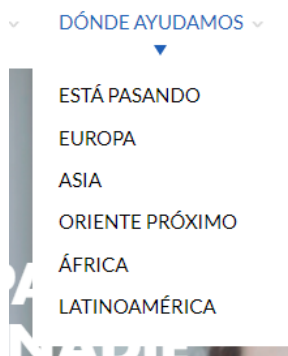 DÓNDE AYUDAMOS
ESTÁ PASANDO
EUROPA
ASIA
ORIENTE PRÓXIMO
ÁFRICA
LATINOAMÉRICA